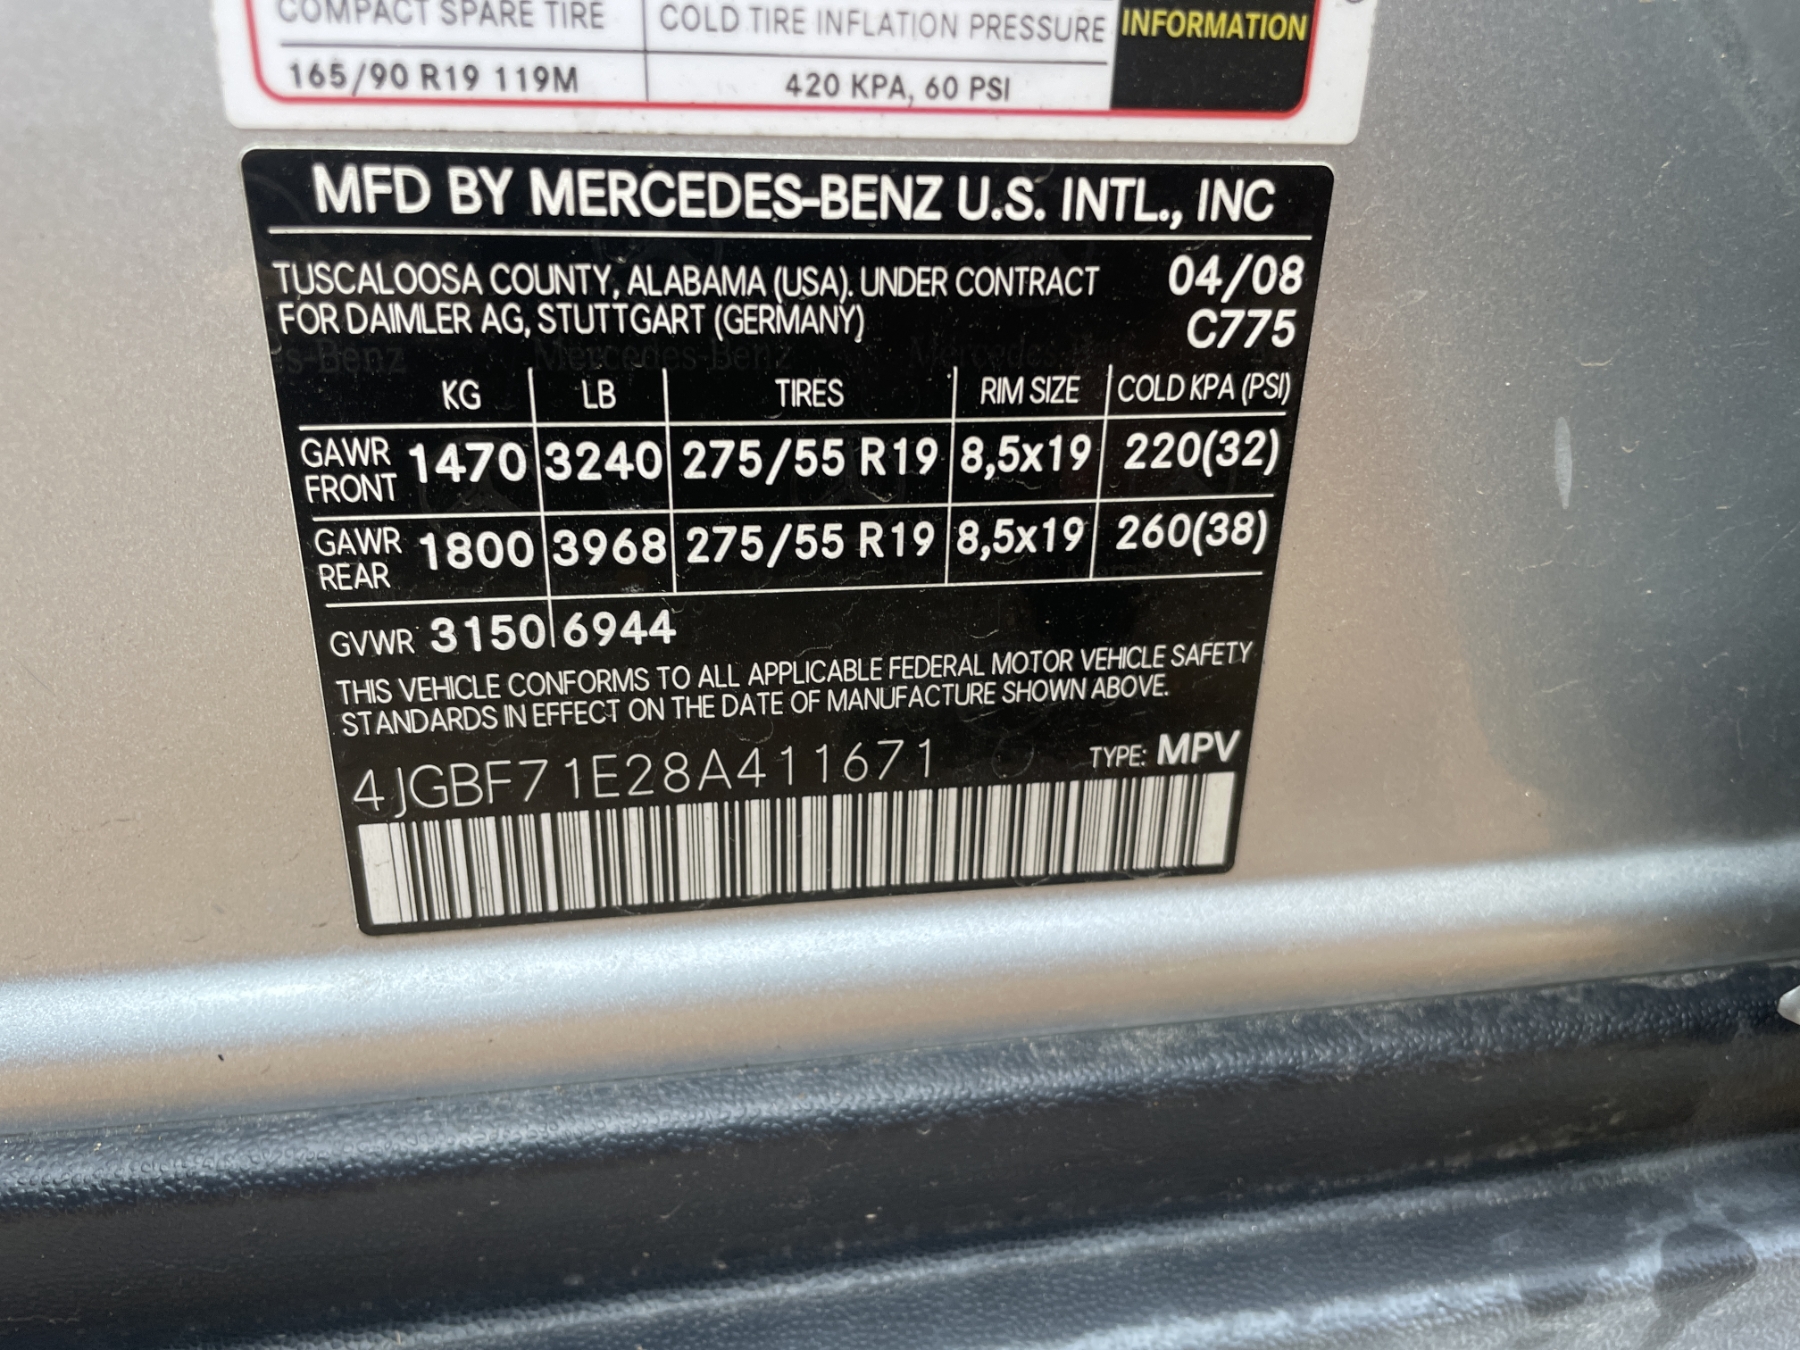 COMPACT SPARE TIRE COLD TIRE INFLATION PRESSURE INFORMATION
165/90 R19 119M 420 KPA, 60 PSI
MFD BY MERCEDES-BENZ U.S. INTL., INC
TUSCALOOSA COUNTY, ALABAMA (USA). UNDER CONTRACT 04/08
FOR DAIMLER AG, STUTTGART (GERMANY) C775
KG LB TIRES RIM SIZE COLD KPA (PSI)
GAWR FRONT 1470 3240 275/55 R19 8,5x19 220(32)
GAWR REAR 1800 3968 275/55 R19 8,5x19 260(38)
GVWR 3150 6944
THIS VEHICLE CONFORMS TO ALL APPLICABLE FEDERAL MOTOR VEHICLE SAFETY
STANDARDS IN EFFECT ON THE DATE OF MANUFACTURE SHOWN ABOVE.
4JGBF71E28A411671 TYPE: MPV